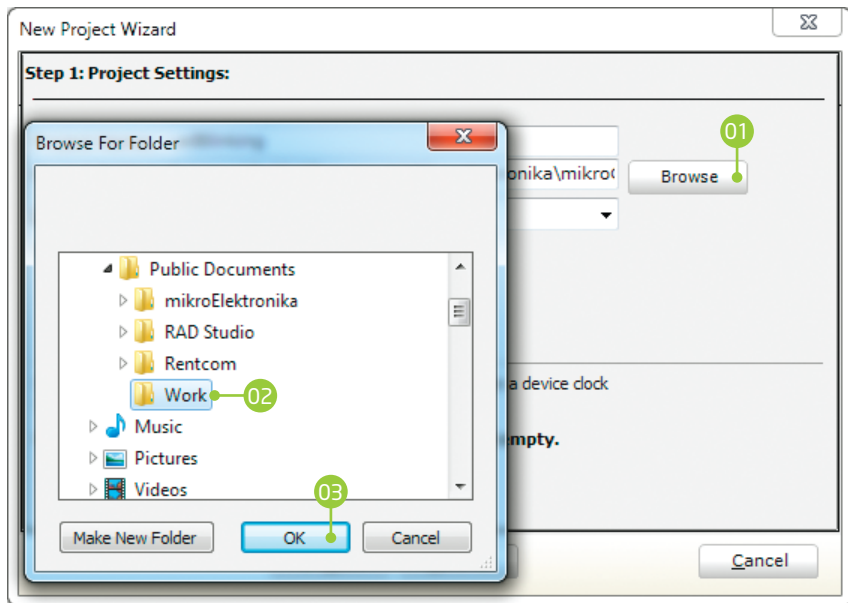 New Project Wizard
Step 1: Project Settings:
Browse For Folder
01
onika\mikro
Browse
Public Documents
mikroElektronika
RAD Studio
Rentcom
Work
02
a device clock
Music
empty.
Pictures
Videos
03
Make New Folder
OK
Cancel
Cancel